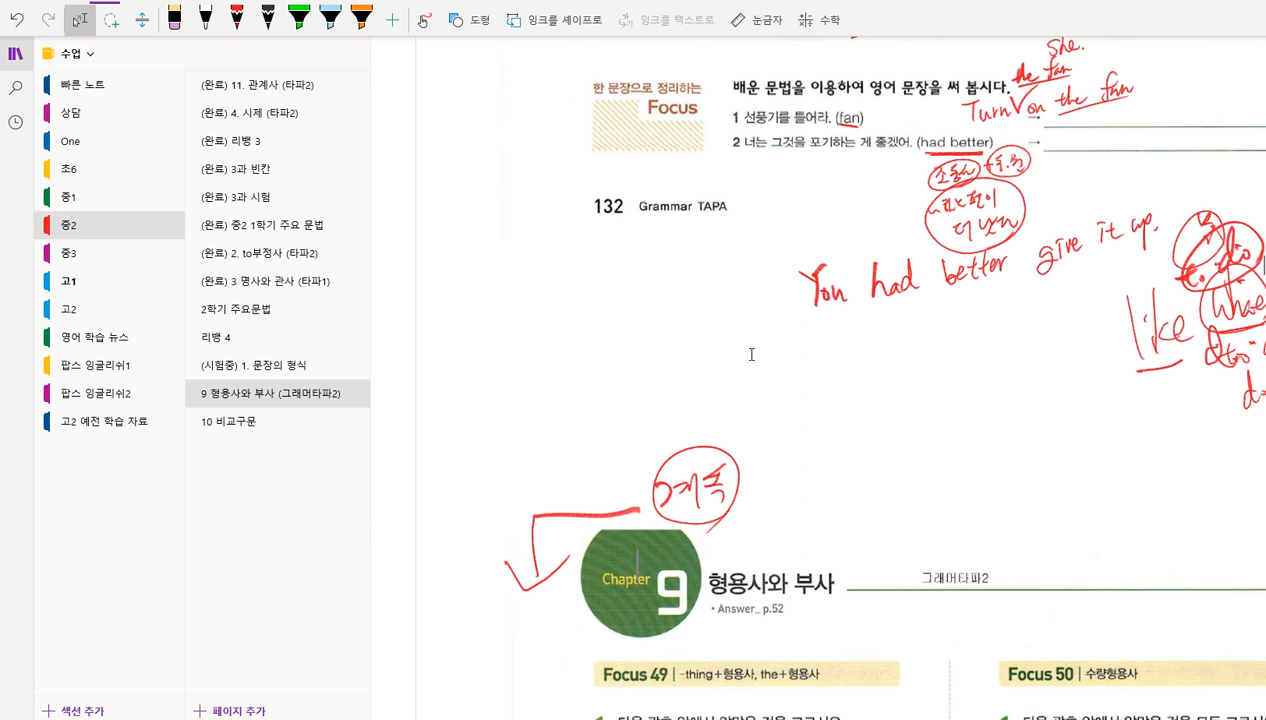 도형
잉크를 셰이프로
잉크를 텍스트로
눈금자
수학
수업
빠른 노트
상담
One
초6
중1
중2
중3
고1
고2
영어 학습 뉴스
팝스 잉글리쉬1
팝스 잉글리쉬2
고2 예전 학습 자료
섹션 추가
(완료) 11. 관계사 (타파2)
(완료) 4. 시제 (타파2)
(완료) 리뱅 3
(완료) 3과 빈칸
(완료) 3과 시험
(완료) 중2 1학기 주요 문법
(완료) 2. to부정사 (타파2)
(완료) 3 명사와 관사 (타파1)
2학기 주요문법
리뱅 4
(시험중) 1. 문장의 형식
9 형용사와 부사 (그래머타파2)
10 비교구문
페이지 추가
she.
the fan
Turn on the fan
한 문장으로 정리하는
Focus
배운 문법을 이용하여 영어 문장을 써 봅시다.
1 선풍기를 틀어라. (fan) →
2 너는 그것을 포기하는 게 좋겠어. (had better) →
조동사 +동.원
더 낫다
132 Grammar TAPA
You had better give it up.
do
like
계속
Chapter 9 형용사와 부사 그래머타파2
• Answer_ p.52
Focus 49 | -thing+형용사, the+형용사
Focus 50 | 수량형용사